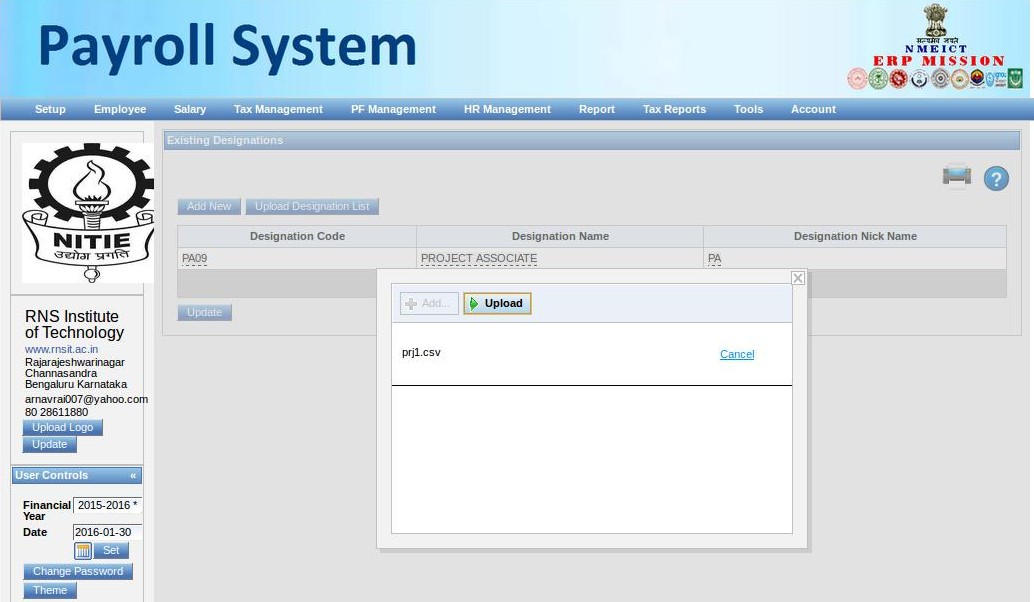 Payroll System
सत्यमेव जयते
NMEICT
ERP MISSION
Setup Employee Salary Tax Management PF Management HR Management Report Tax Reports Tools Account
Existing Designations
?
Add New Upload Designation List
Designation Code Designation Name Designation Nick Name
PA09 PROJECT ASSOCIATE PA
Update
Add... Upload
prj1.csv Cancel
NITIE
उद्योग प्रगति
RNS Institute
of Technology
www.rnsit.ac.in
Rajarajeshwarinagar
Channasandra
Bengaluru Karnataka
arnavrai007@yahoo.com
80 28611880
Upload Logo
Update
User Controls «
Financial Year 2015-2016 *
Date 2016-01-30
Set
Change Password
Theme